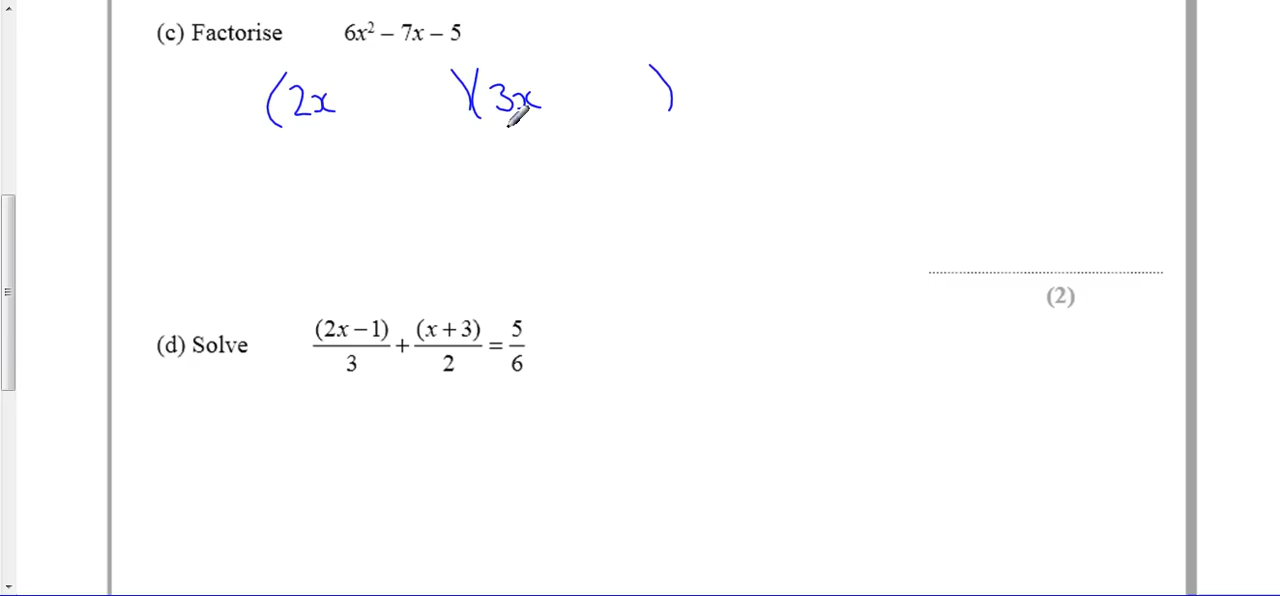 (c) Factorise 6x² – 7x – 5
(2x )(3x )
(2)
(d) Solve (2x – 1)/3 + (x + 3)/2 = 5/6